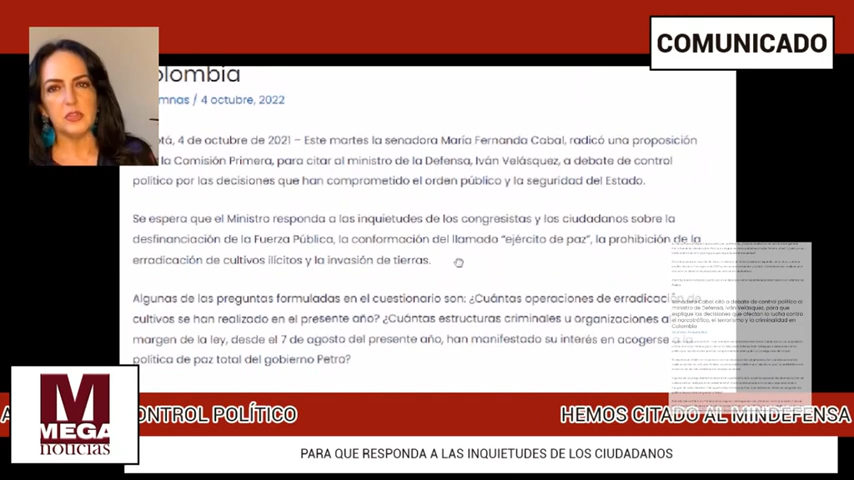 COMUNICADO
olombia
mnas / 4 octubre, 2022
tá, 4 de octubre de 2021 – Este martes la senadora María Fernanda Cabal, radicó una proposición
la Comisión Primera, para citar al ministro de la Defensa, Iván Velásquez, a debate de control
político por las decisiones que han comprometido el orden público y la seguridad del Estado.
Se espera que el Ministro responda a las inquietudes de los congresistas y los ciudadanos sobre la
desfinanciación de la Fuerza Pública, la conformación del llamado "ejército de paz", la prohibición de la
erradicación de cultivos ilícitos y la invasión de tierras.
Algunas de las preguntas formuladas en el cuestionario son: ¿Cuántas operaciones de erradicación de
cultivos se han realizado en el presente año? ¿Cuántas estructuras criminales u organizaciones al
margen de la ley, desde el 7 de agosto del presente año, han manifestado su interés en acogerse a la
política de paz total del gobierno Petro?
Senadora Cabal cita a debate de control político al
ministro de Defensa, Iván Velásquez, para que
explique las decisiones que afectan la lucha contra
el narcotráfico, el terrorismo y la criminalidad en
Colombia
A
CONTROL POLÍTICO
HEMOS CITADO AL MINDEFENSA
M
MEGA
noticias
PARA QUE RESPONDA A LAS INQUIETUDES DE LOS CIUDADANOS